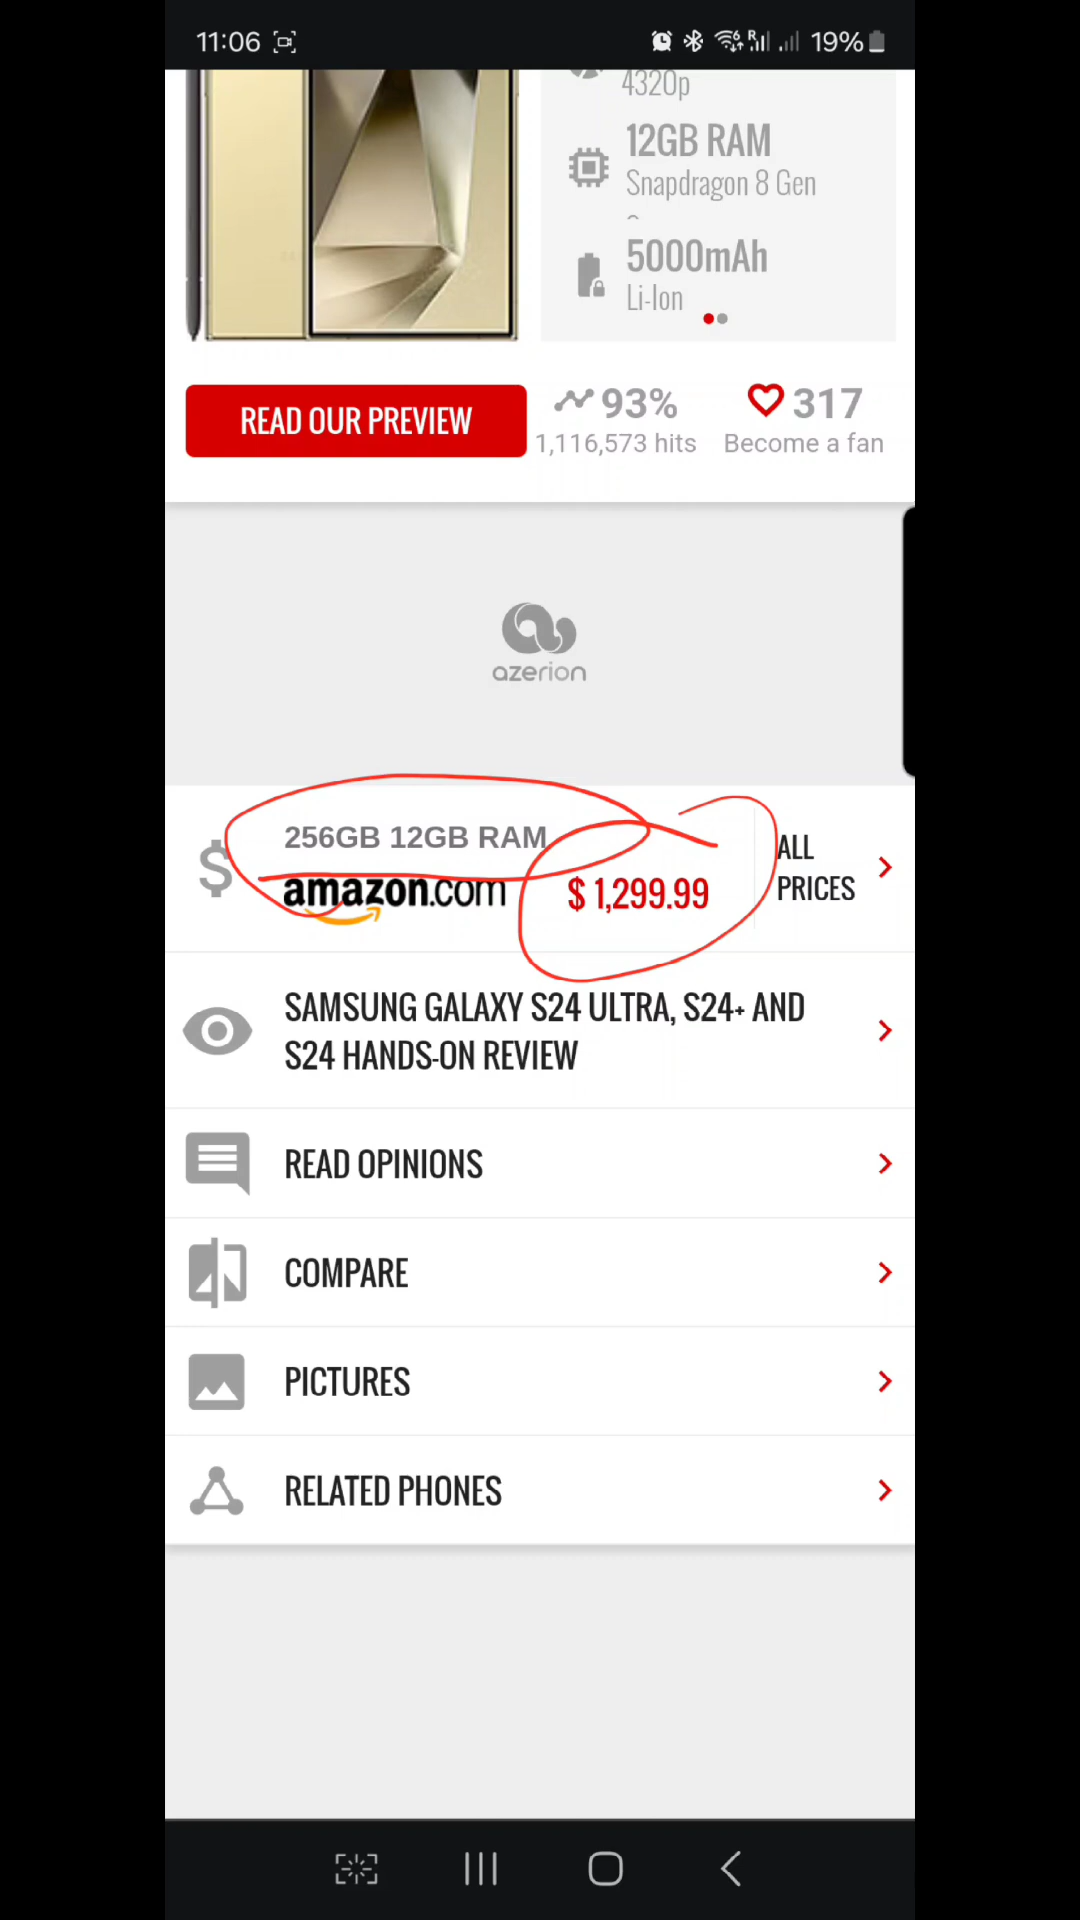 11:06
19%
4320p
12GB RAM
Snapdragon 8 Gen
5000mAh
Li-Ion
READ OUR PREVIEW
93%
1,116,573 hits
317
Become a fan
azerion
256GB 12GB RAM
amazon.com
$ 1,299.99
ALL
PRICES
SAMSUNG GALAXY S24 ULTRA, S24+ AND
S24 HANDS-ON REVIEW
READ OPINIONS
COMPARE
PICTURES
RELATED PHONES